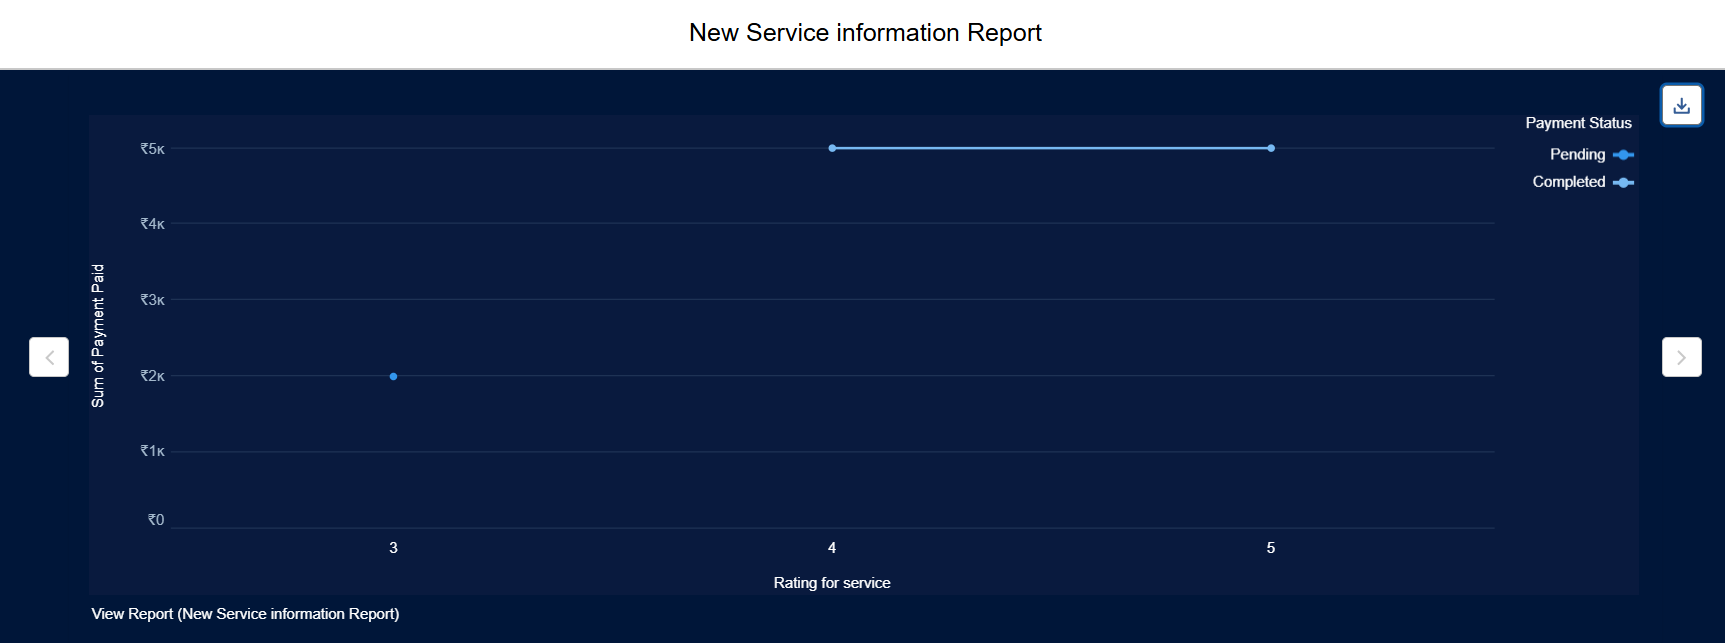 New Service information Report
Payment Status
Pending
Completed
Sum of Payment Paid
₹5K
₹4K
₹3K
₹2K
₹1K
₹0
3 4 5
Rating for service
View Report (New Service information Report)